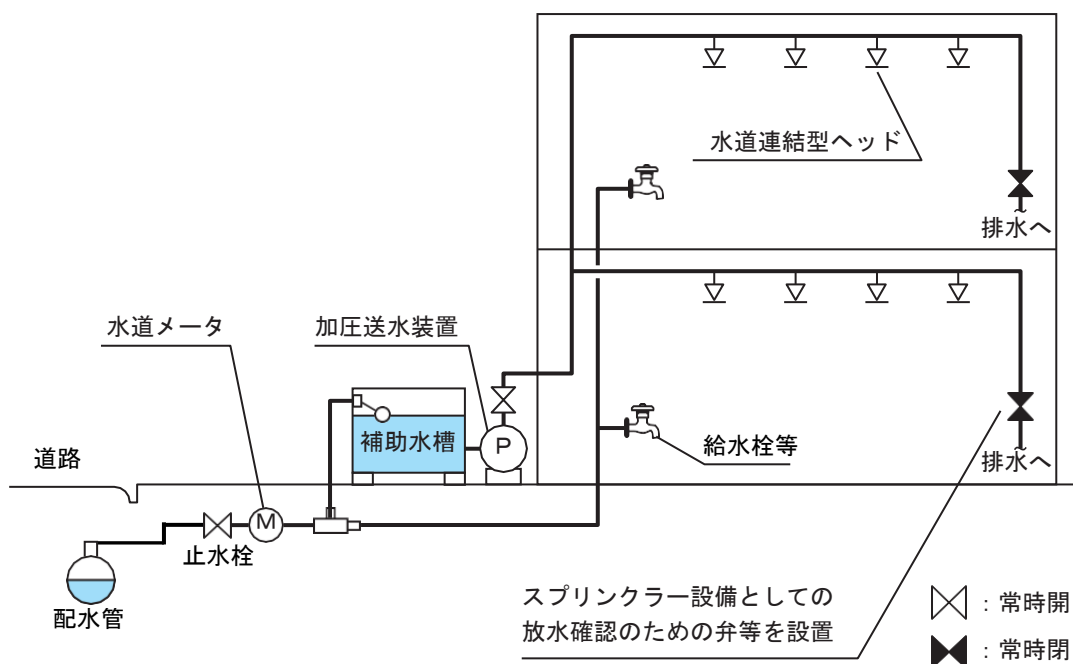 水道連結型ヘッド
排水へ
水道メータ
加圧送水装置
補助水槽
P
給水栓等
排水へ
道路
M
止水栓
配水管
スプリンクラー設備としての
放水確認のための弁等を設置
：常時開
：常時閉